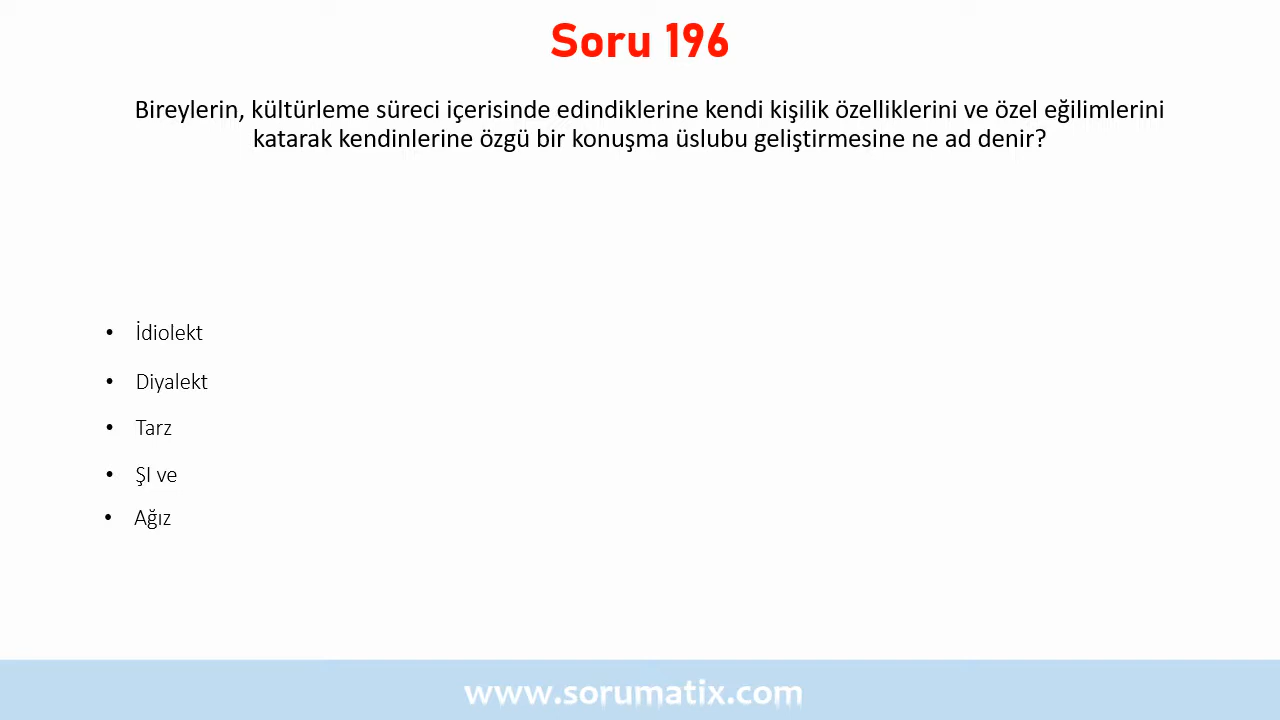 Soru 196
Bireylerin, kültürleme süreci içerisinde edindiklerine kendi kişilik özelliklerini ve özel eğilimlerini
katarak kendinlerine özgü bir konuşma üslubu geliştirmesine ne ad denir?
• İdiolekt
• Diyalekt
• Tarz
• ŞI ve
• Ağız
www.sorumatix.com